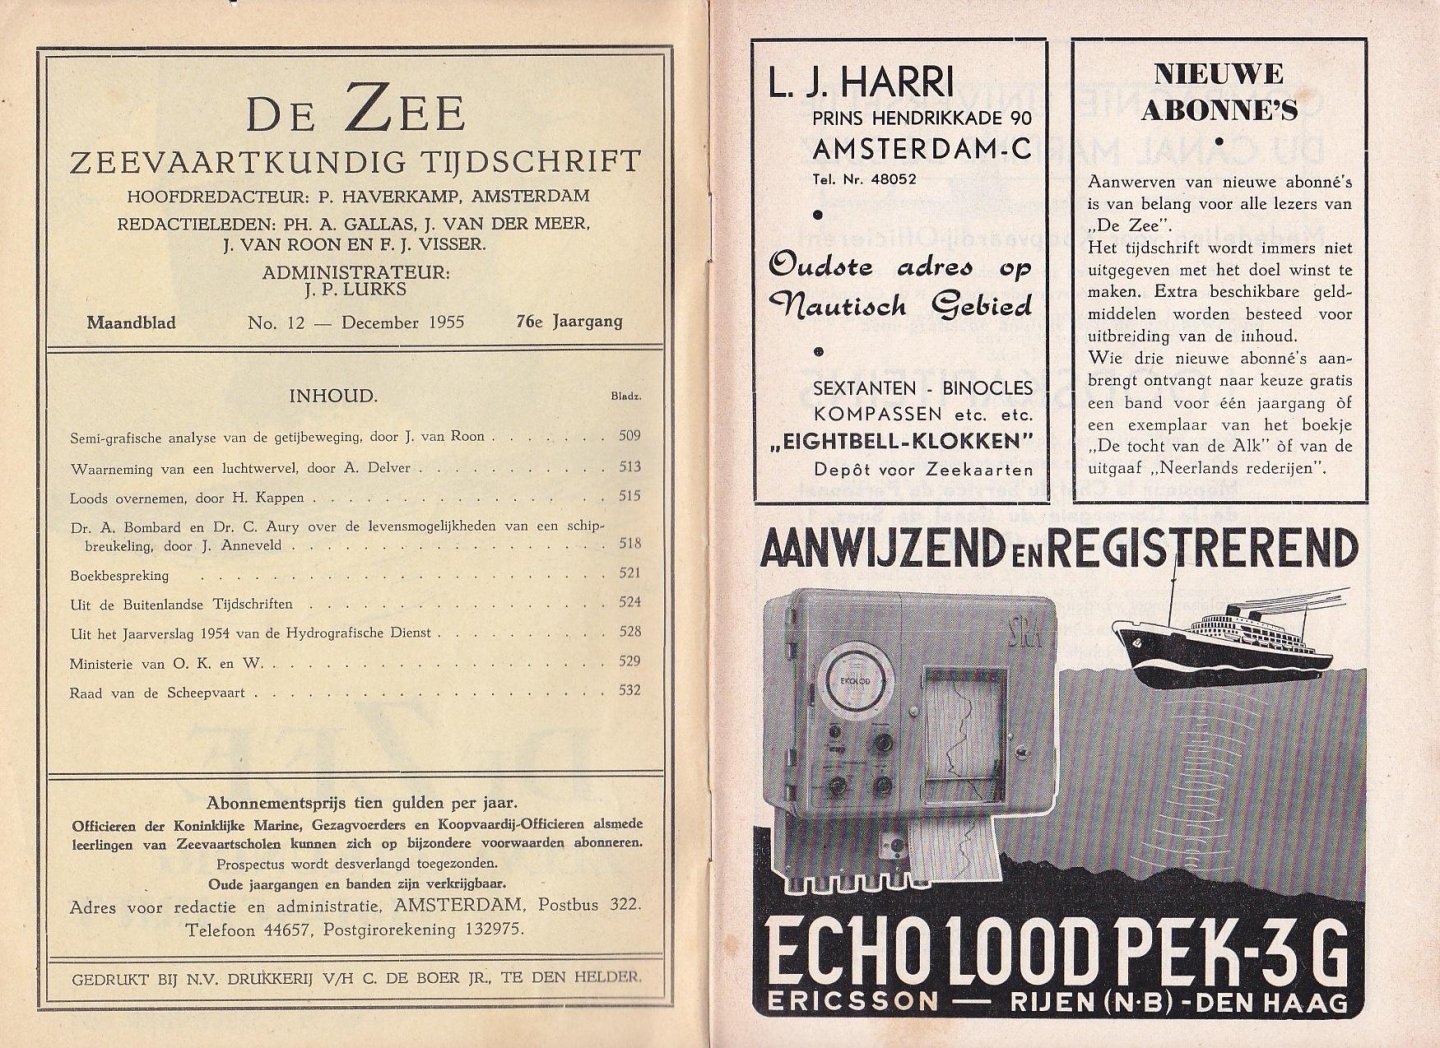 DE ZEE
ZEEVAARTKUNDIG TIJDSCHRIFT
HOOFDREDACTEUR: P. HAVERKAMP, AMSTERDAM
REDACTIELEDEN: PH. A. GALLAS, J. VAN DER MEER,
J. VAN ROON EN F. J. VISSER.
ADMINISTRATEUR:
J. P. LURKS
Maandblad No. 12 — December 1955 76e Jaargang
INHOUD. Bladz.
Semi-grafische analyse van de getijbeweging, door J. van Roon . . . . . . . 509
Waarneming van een luchtwervel, door A. Delver . . . . . . . . . . . 513
Loods overnemen, door H. Kappen . . . . . . . . . . . . . . . . . 515
Dr. A. Bombard en Dr. C. Aury over de levensmogelijkheden van een schip-
breukeling, door J. Anneveld . . . . . . . . . . . . . . . . . . 518
Boekbespreking . . . . . . . . . . . . . . . . . . . . . . . 521
Uit de Buitenlandse Tijdschriften . . . . . . . . . . . . . . . . . 524
Uit het Jaarverslag 1954 van de Hydrografische Dienst . . . . . . . . . . 528
Ministerie van O. K. en W. . . . . . . . . . . . . . . . . . . . 529
Raad van de Scheepvaart . . . . . . . . . . . . . . . . . . . . 532
Abonnementsprijs tien gulden per jaar.
Officieren der Koninklijke Marine, Gezagvoerders en Koopvaardij-Officieren alsmede
leerlingen van Zeevaartscholen kunnen zich op bijzondere voorwaarden abonneren.
Prospectus wordt desverlangd toegezonden.
Oude jaargangen en banden zijn verkrijgbaar.
Adres voor redactie en administratie, AMSTERDAM, Postbus 322.
Telefoon 44657, Postgirorekening 132975.
GEDRUKT BIJ N.V. DRUKKERIJ V/H C. DE BOER JR., TE DEN HELDER.
L. J. HARRI
PRINS HENDRIKKADE 90
AMSTERDAM-C
Tel. Nr. 48052
•
Oudste adres op
Nautisch Gebied
•
SEXTANTEN - BINOCLES
KOMPASSEN etc. etc.
„EIGHTBELL-KLOKKEN"
Depôt voor Zeekaarten
NIEUWE
ABONNE'S
•
Aanwerven van nieuwe abonné's
is van belang voor alle lezers van
„De Zee".
Het tijdschrift wordt immers niet
uitgegeven met het doel winst te
maken. Extra beschikbare geld-
middelen worden besteed voor
uitbreiding van de inhoud.
Wie drie nieuwe abonné's aan-
brengt ontvangt naar keuze gratis
een band voor één jaargang òf
een exemplaar van het boekje
„De tocht van de Alk" òf van de
uitgaaf „Neerlands rederijen".
AANWIJZEND EN REGISTREREND
SRA
EKOLOD
ECHO LOOD PEK-3G
ERICSSON — RIJEN (N·B) - DEN HAAG